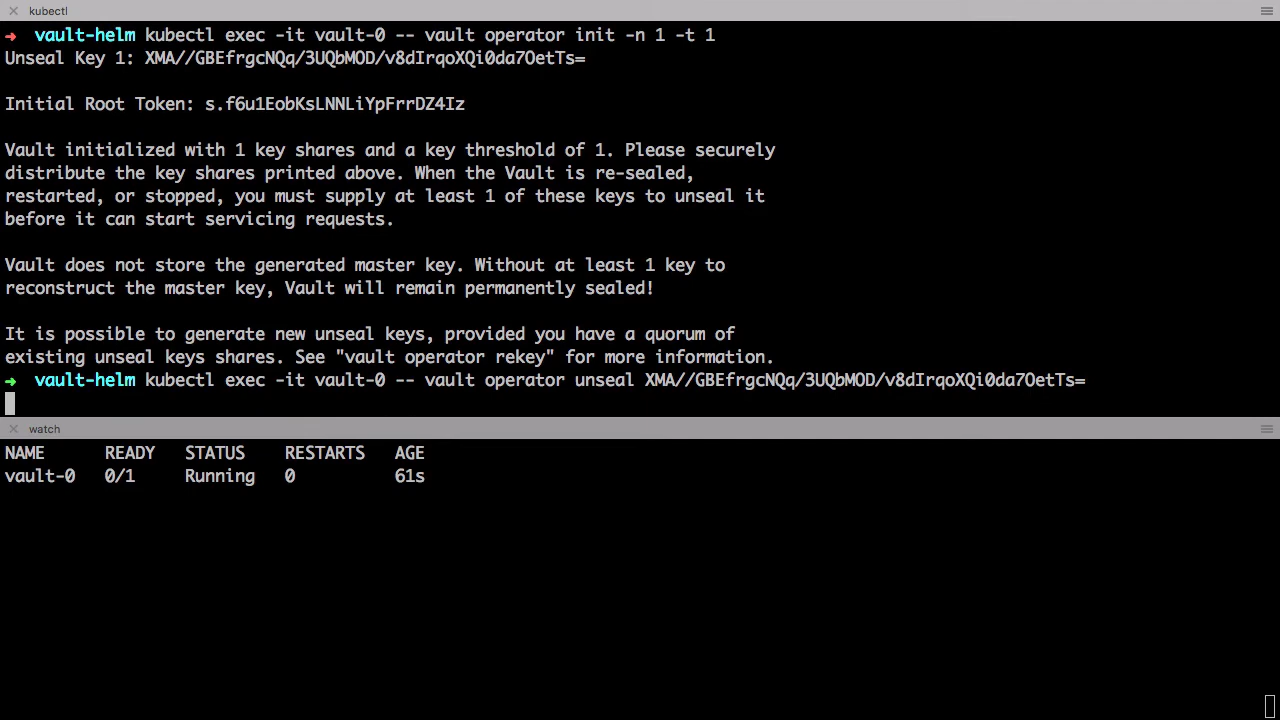 kubectl
➜ vault-helm kubectl exec -it vault-0 -- vault operator init -n 1 -t 1
Unseal Key 1: XMA//GBEfrgcNQq/3UQbMOD/v8dIrqoXQi0da7OetTs=
Initial Root Token: s.f6u1EobKsLNNLiYpFrrDZ4Iz
Vault initialized with 1 key shares and a key threshold of 1. Please securely
distribute the key shares printed above. When the Vault is re-sealed,
restarted, or stopped, you must supply at least 1 of these keys to unseal it
before it can start servicing requests.
Vault does not store the generated master key. Without at least 1 key to
reconstruct the master key, Vault will remain permanently sealed!
It is possible to generate new unseal keys, provided you have a quorum of
existing unseal keys shares. See "vault operator rekey" for more information.
➜ vault-helm kubectl exec -it vault-0 -- vault operator unseal XMA//GBEfrgcNQq/3UQbMOD/v8dIrqoXQi0da7OetTs=
watch
NAME READY STATUS RESTARTS AGE
vault-0 0/1 Running 0 61s